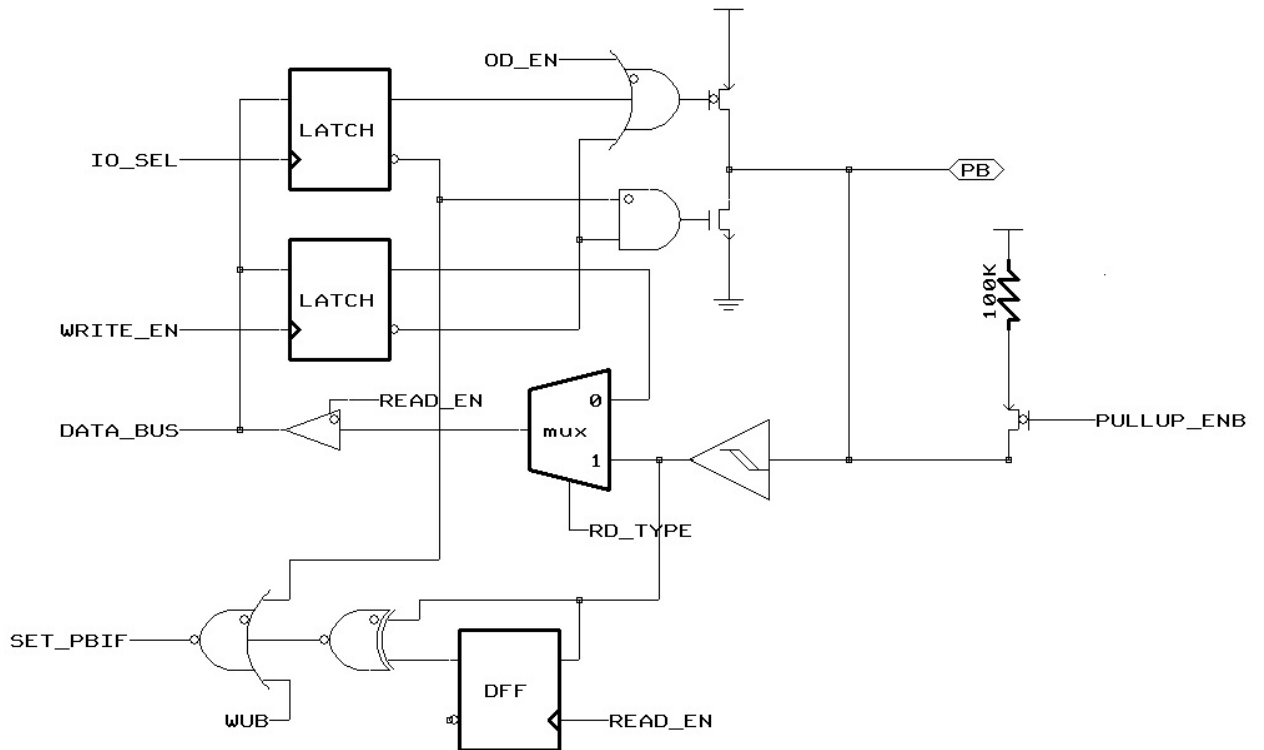 OD_EN
LATCH
IO_SEL
PB
LATCH
100K
WRITE_EN
READ_EN
0
PULLUP_ENB
DATA_BUS
mux
1
RD_TYPE
SET_PBIF
DFF
WUB
READ_EN